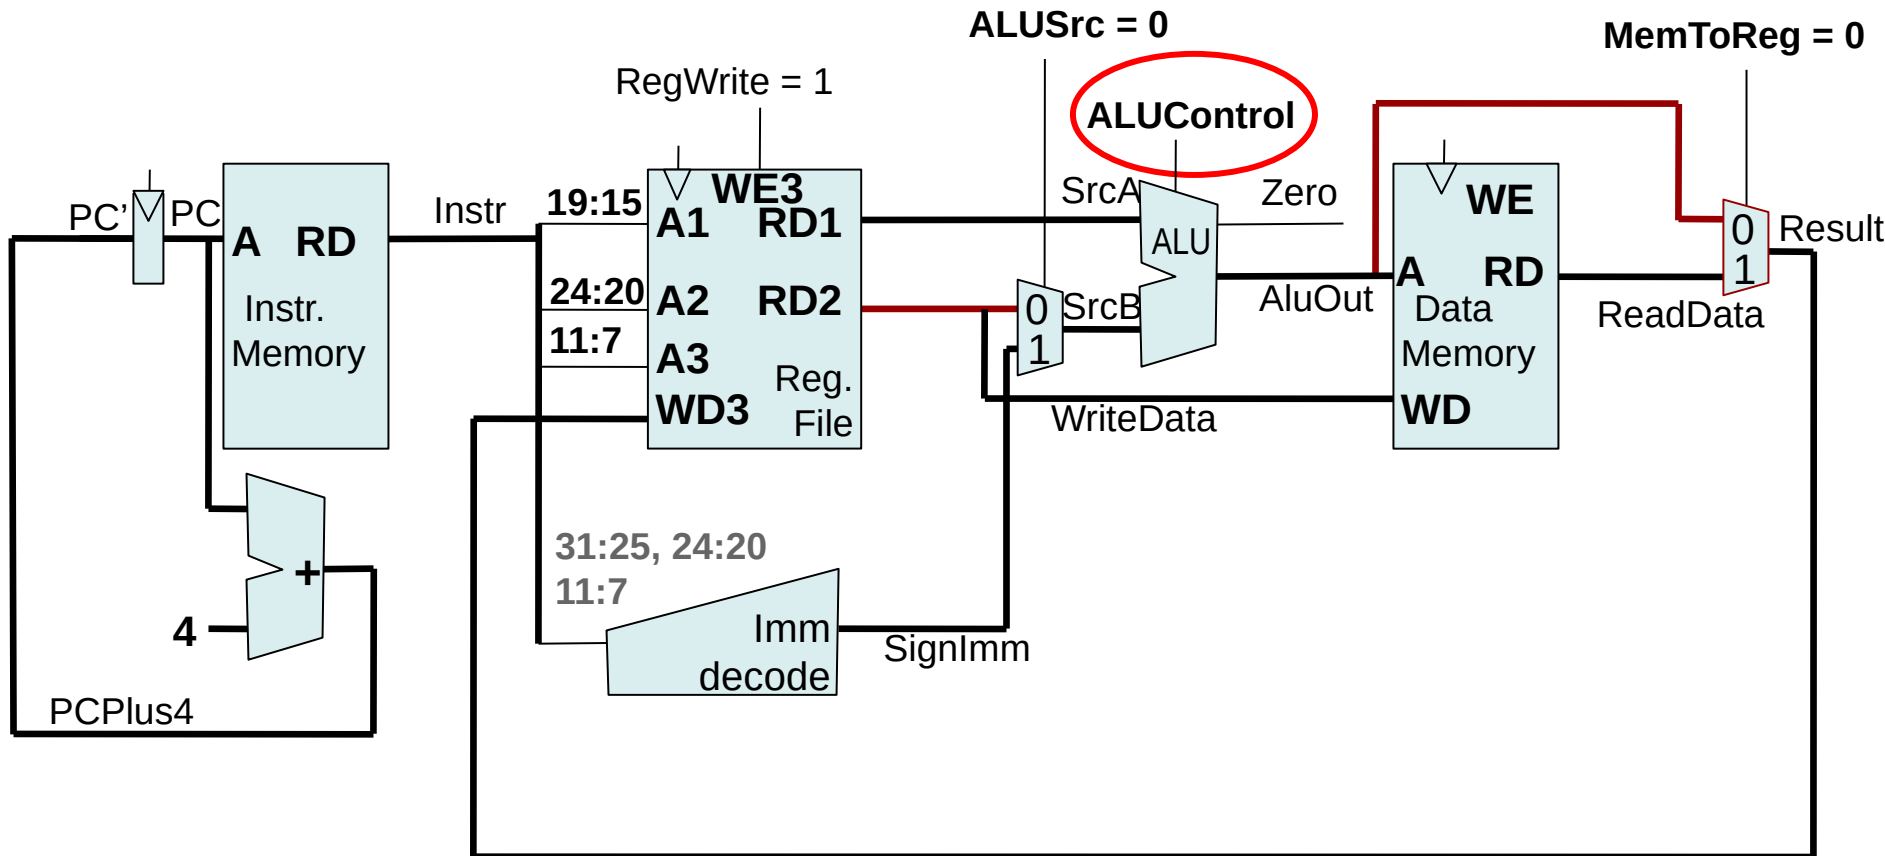 ALUSrc = 0
MemToReg = 0
RegWrite = 1
ALUControl
PC’
PC
Instr
19:15
WE3
A1 RD1
SrcA
Zero
WE
0
1
Result
A RD
Instr.
Memory
24:20
A2 RD2
0
1
SrcB
ALU
AluOut
A RD
Data
Memory
ReadData
11:7
A3
Reg.
File
WD3
WriteData
WD
+
4
31:25, 24:20
11:7
Imm
decode
SignImm
PCPlus4